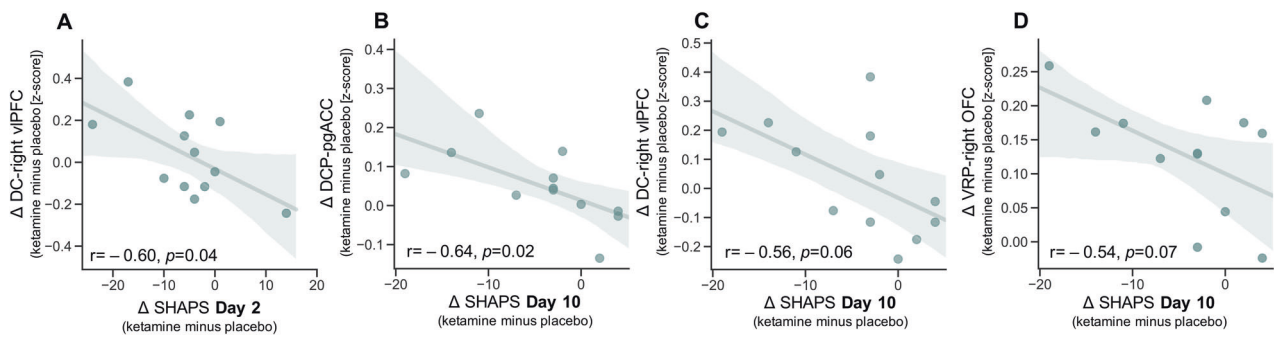 A
Δ DC-right vlPFC
(ketamine minus placebo [z-score])
0.4
0.2
0.0
−0.2
−0.4
r= − 0.60, p=0.04
−20
−10
0
10
20
Δ SHAPS Day 2
(ketamine minus placebo)
B
Δ DCP-pgACC
(ketamine minus placebo [z-score])
0.4
0.3
0.2
0.1
0.0
−0.1
r= − 0.64, p=0.02
−20
−10
0
Δ SHAPS Day 10
(ketamine minus placebo)
C
Δ DC-right vlPFC
(ketamine minus placebo [z-score])
0.5
0.4
0.3
0.2
0.1
0.0
−0.1
−0.2
r= − 0.56, p=0.06
−20
−10
0
Δ SHAPS Day 10
(ketamine minus placebo)
D
Δ VRP-right OFC
(ketamine minus placebo [z-score])
0.25
0.20
0.15
0.10
0.05
0.00
r= − 0.54, p=0.07
−20
−10
0
Δ SHAPS Day 10
(ketamine minus placebo)